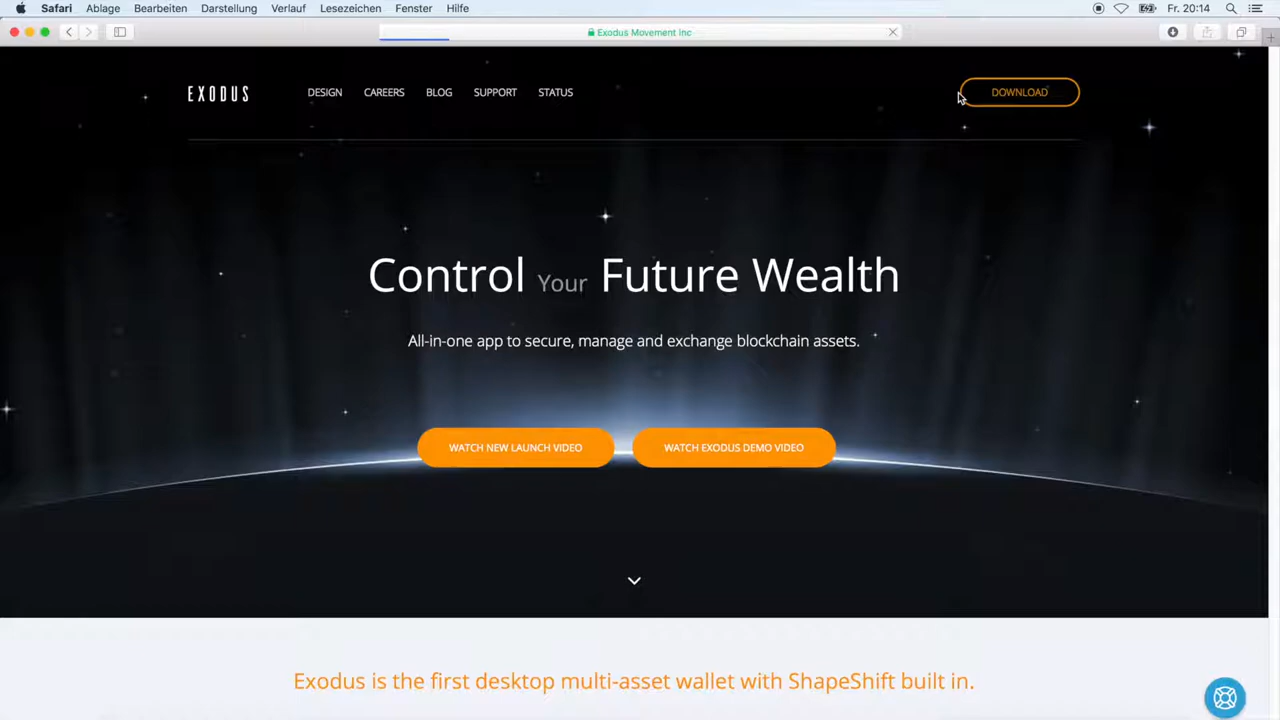 Safari Ablage Bearbeiten Darstellung Verlauf Lesezeichen Fenster Hilfe Fr. 20:14
Exodus Movement Inc
EXODUS DESIGN CAREERS BLOG SUPPORT STATUS DOWNLOAD
Control Your Future Wealth
All-in-one app to secure, manage and exchange blockchain assets.
WATCH NEW LAUNCH VIDEO WATCH EXODUS DEMO VIDEO
Exodus is the first desktop multi-asset wallet with ShapeShift built in.